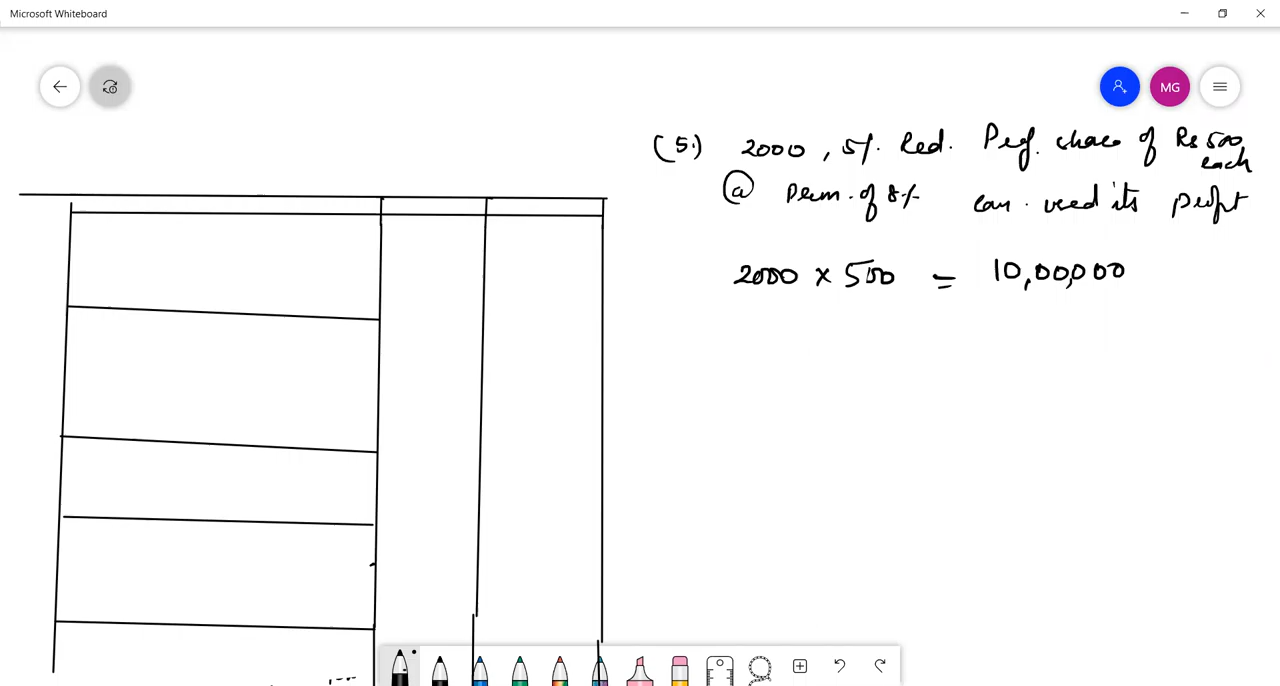 Microsoft Whiteboard
MG
(5.) 2000, 5%. Red. Pref. share of Rs 500 each
@ Prem. of 8% can. used its profit
2000 × 500 = 10,00,000